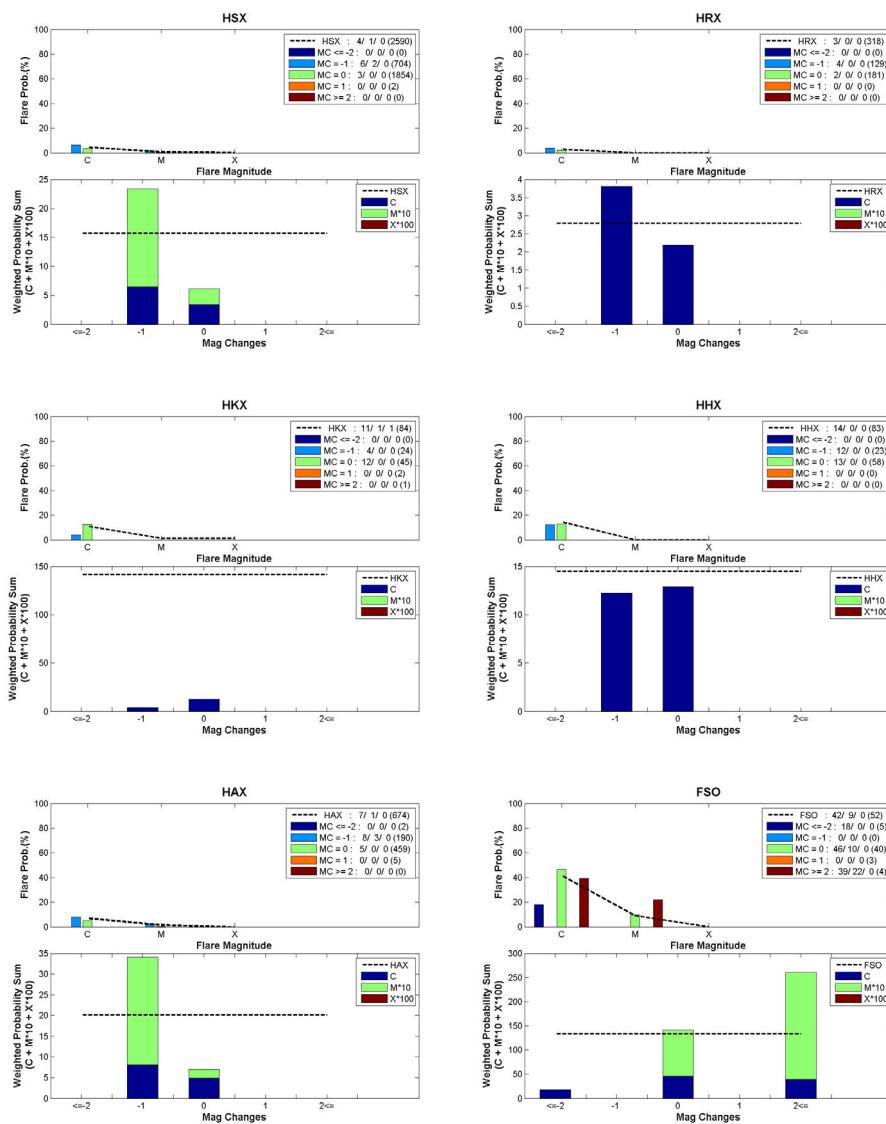 HSX
Flare Prob.(%)
100
80
60
40
20
0
HSX : 4/ 1/ 0 (2590)
MC <= -2 : 0/ 0/ 0 (0)
MC = -1 : 6/ 2/ 0 (704)
MC = 0 : 3/ 0/ 0 (1854)
MC = 1 : 0/ 0/ 0 (2)
MC >= 2 : 0/ 0/ 0 (0)
C M X
Flare Magnitude
Weighted Probability Sum
(C + M*10 + X*100)
25
20
15
10
5
0
HSX
C
M*10
X*100
<=-2 -1 0 1 2<=
Mag Changes
HRX
Flare Prob.(%)
100
80
60
40
20
0
HRX : 3/ 0/ 0 (318)
MC <= -2 : 0/ 0/ 0 (0)
MC = -1 : 4/ 0/ 0 (129)
MC = 0 : 2/ 0/ 0 (181)
MC = 1 : 0/ 0/ 0 (0)
MC >= 2 : 0/ 0/ 0 (0)
C M X
Flare Magnitude
Weighted Probability Sum
(C + M*10 + X*100)
4
3.5
3
2.5
2
1.5
1
0.5
0
HRX
C
M*10
X*100
<=-2 -1 0 1 2<=
Mag Changes
HKX
Flare Prob.(%)
100
80
60
40
20
0
HKX : 11/ 1/ 1 (84)
MC <= -2 : 0/ 0/ 0 (0)
MC = -1 : 4/ 0/ 0 (24)
MC = 0 : 12/ 0/ 0 (45)
MC = 1 : 0/ 0/ 0 (2)
MC >= 2 : 0/ 0/ 0 (1)
C M X
Flare Magnitude
Weighted Probability Sum
(C + M*10 + X*100)
150
100
50
0
HKX
C
M*10
X*100
<=-2 -1 0 1 2<=
Mag Changes
HHX
Flare Prob.(%)
100
80
60
40
20
0
HHX : 14/ 0/ 0 (83)
MC <= -2 : 0/ 0/ 0 (0)
MC = -1 : 12/ 0/ 0 (23)
MC = 0 : 13/ 0/ 0 (58)
MC = 1 : 0/ 0/ 0 (0)
MC >= 2 : 0/ 0/ 0 (0)
C M X
Flare Magnitude
Weighted Probability Sum
(C + M*10 + X*100)
15
10
5
0
HHX
C
M*10
X*100
<=-2 -1 0 1 2<=
Mag Changes
HAX
Flare Prob.(%)
100
80
60
40
20
0
HAX : 7/ 1/ 0 (674)
MC <= -2 : 0/ 0/ 0 (2)
MC = -1 : 8/ 3/ 0 (190)
MC = 0 : 5/ 0/ 0 (459)
MC = 1 : 0/ 0/ 0 (5)
MC >= 2 : 0/ 0/ 0 (0)
C M X
Flare Magnitude
Weighted Probability Sum
(C + M*10 + X*100)
35
30
25
20
15
10
5
0
HAX
C
M*10
X*100
<=-2 -1 0 1 2<=
Mag Changes
FSO
Flare Prob.(%)
100
80
60
40
20
0
FSO : 42/ 9/ 0 (52)
MC <= -2 : 18/ 0/ 0 (5)
MC = -1 : 0/ 0/ 0 (0)
MC = 0 : 46/ 10/ 0 (40)
MC = 1 : 0/ 0/ 0 (3)
MC >= 2 : 39/ 22/ 0 (4)
C M X
Flare Magnitude
Weighted Probability Sum
(C + M*10 + X*100)
300
250
200
150
100
50
0
FSO
C
M*10
X*100
<=-2 -1 0 1 2<=
Mag Changes